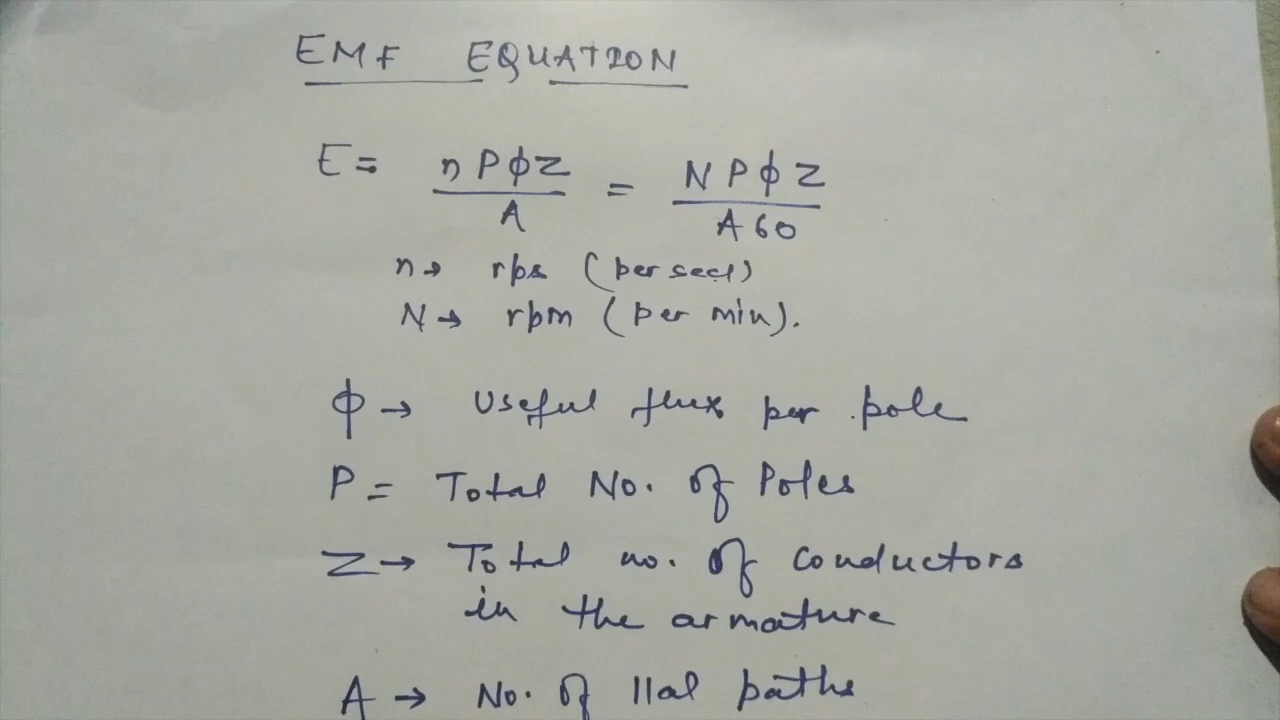 EMF EQUATION
E = nPϕZ / A = NPϕZ / A60
n → rps (per sec)
N → rpm (per min).
ϕ → Useful flux per pole
P = Total No. of Poles
Z → Total no. of conductors
in the armature
A → No. of llal paths